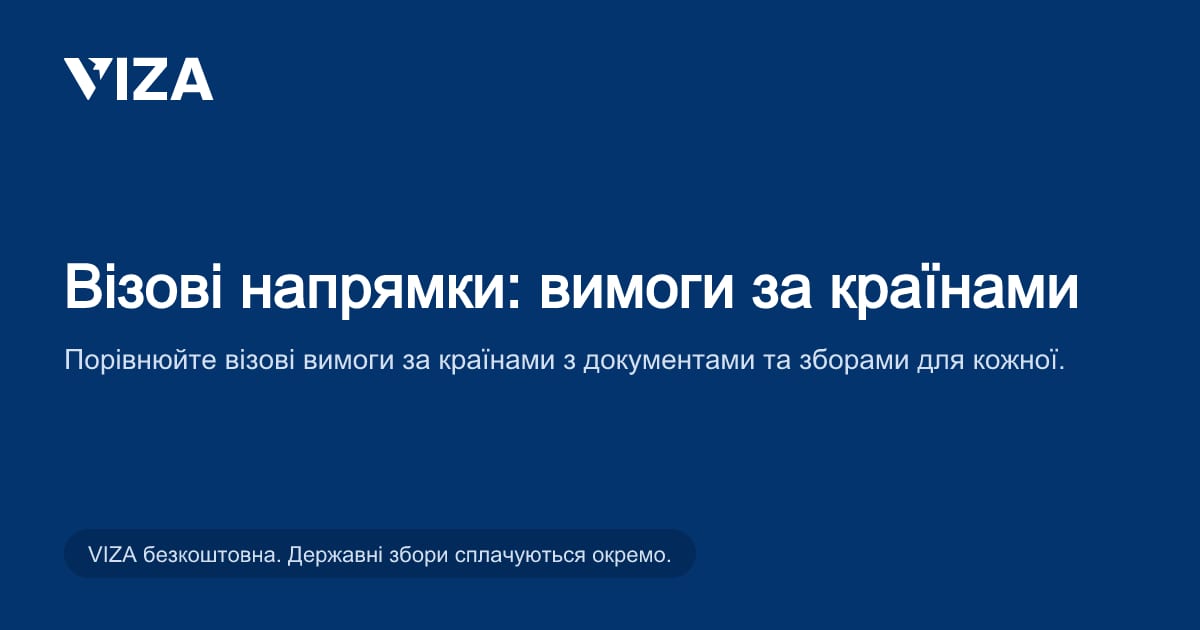 VIZA
Візові напрямки: вимоги за країнами
Порівнюйте візові вимоги за країнами з документами та зборами для кожної.
VIZA безкоштовна. Державні збори сплачуються окремо.